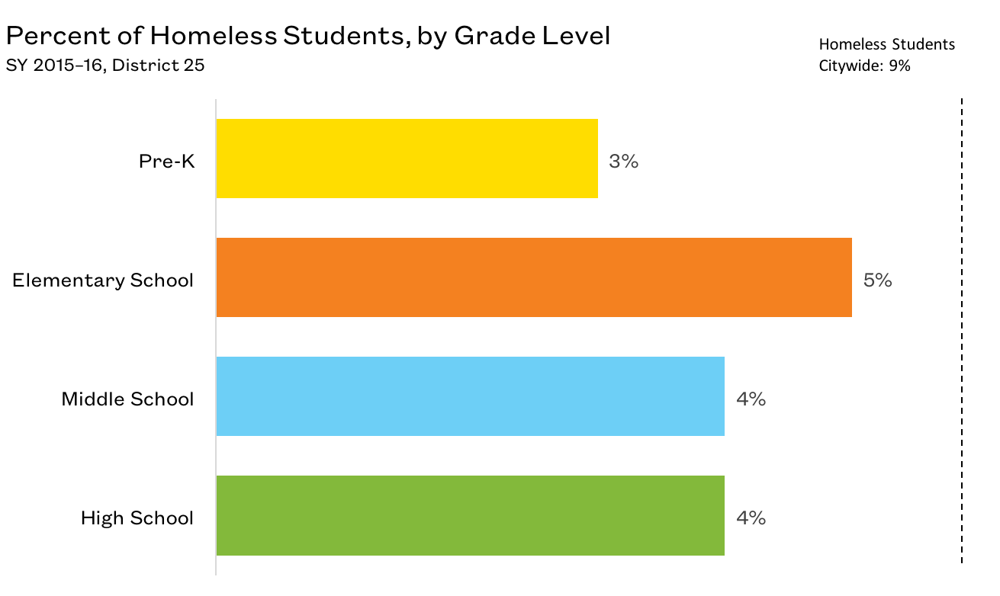 Percent of Homeless Students, by Grade Level
SY 2015–16, District 25
Homeless Students
Citywide: 9%
Pre-K
3%
Elementary School
5%
Middle School
4%
High School
4%